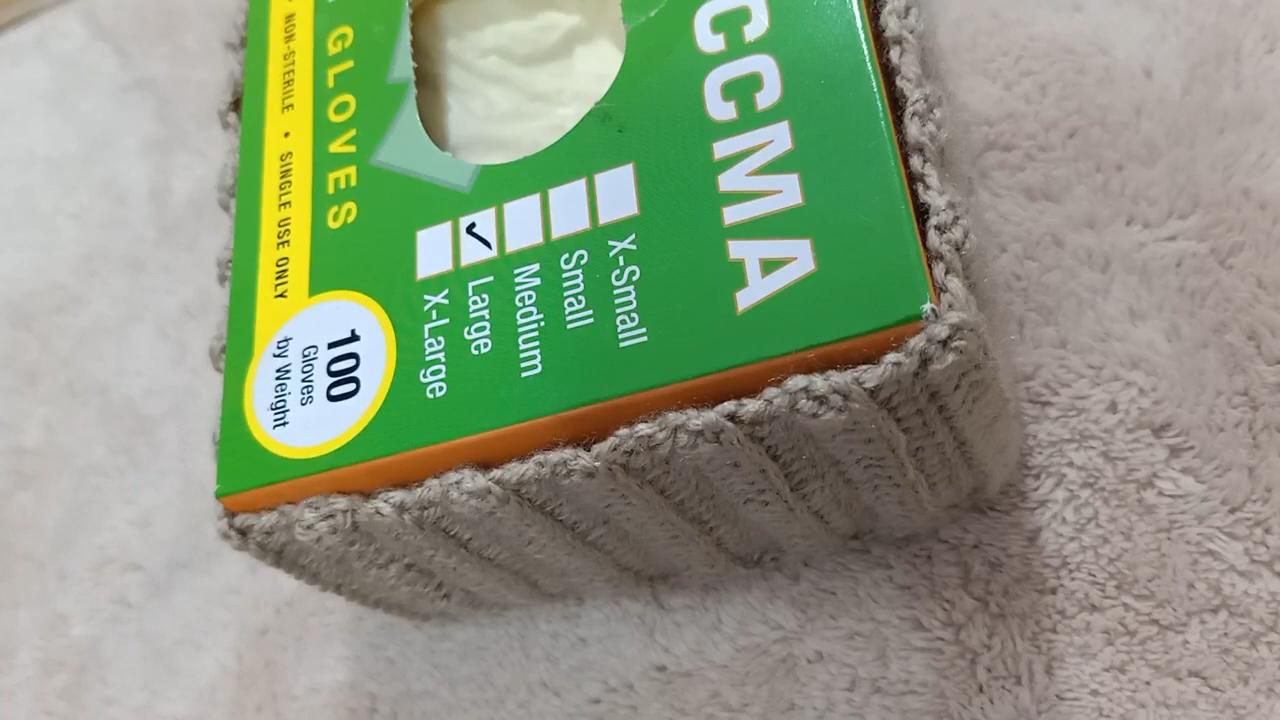 CCMA
X-Small
Small
Medium
Large
X-Large
GLOVES
NON-STERILE • SINGLE USE ONLY
100
Gloves
by Weight